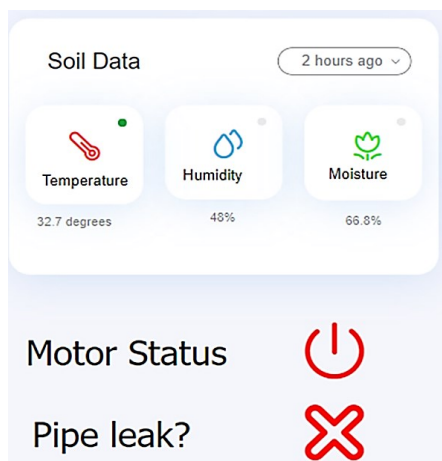 Soil Data
2 hours ago
Temperature
Humidity
Moisture
32.7 degrees
48%
66.8%
Motor Status
Pipe leak?